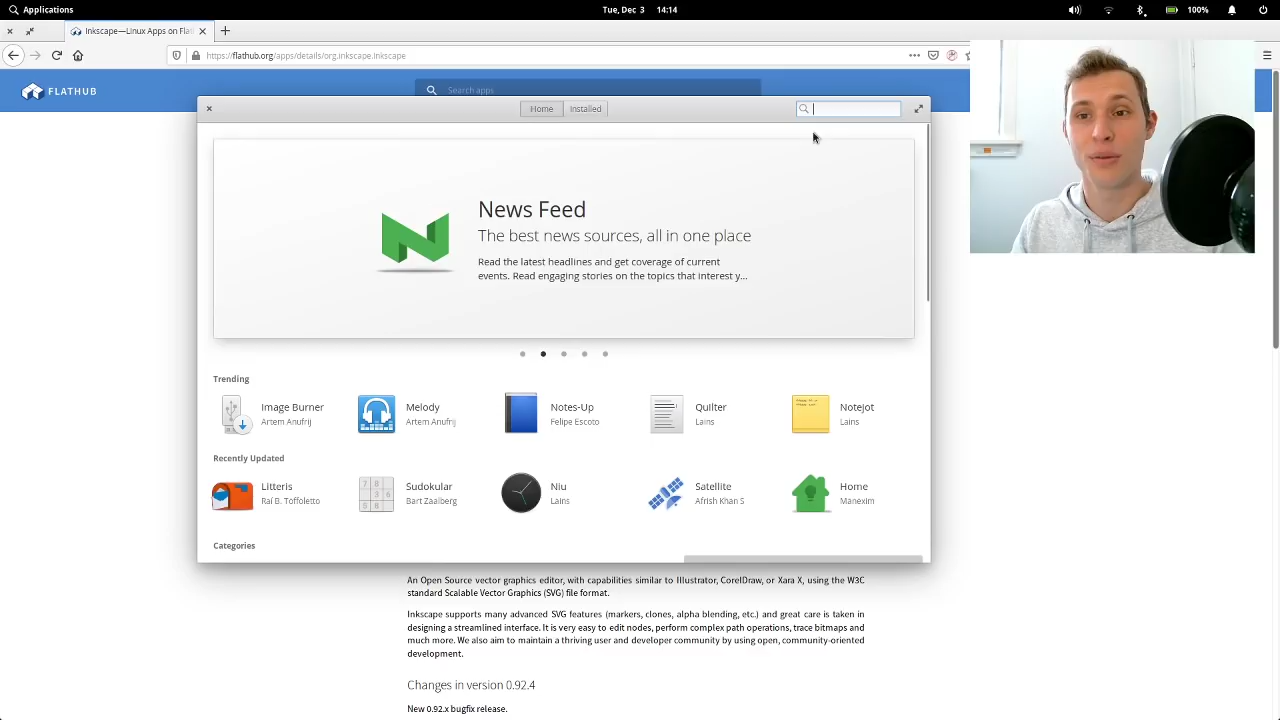 Applications
Tue, Dec 3 14:14
100%
Inkscape—Linux Apps on Flat
https://flathub.org/apps/details/org.inkscape.Inkscape
FLATHUB
Search apps
Home
Installed
News Feed
The best news sources, all in one place
Read the latest headlines and get coverage of current
events. Read engaging stories on the topics that interest y...
Trending
Image Burner
Artem Anufrij
Melody
Artem Anufrij
Notes-Up
Felipe Escoto
Quilter
Lains
Notejot
Lains
Recently Updated
Litteris
Raí B. Toffoletto
Sudokular
Bart Zaalberg
Niu
Lains
Satellite
Afrish Khan S
Home
Manexim
Categories
An Open Source vector graphics editor, with capabilities similar to Illustrator, CorelDraw, or Xara X, using the W3C
standard Scalable Vector Graphics (SVG) file format.
Inkscape supports many advanced SVG features (markers, clones, alpha blending, etc.) and great care is taken in
designing a streamlined interface. It is very easy to edit nodes, perform complex path operations, trace bitmaps and
much more. We also aim to maintain a thriving user and developer community by using open, community-oriented
development.
Changes in version 0.92.4
New 0.92.x bugfix release.